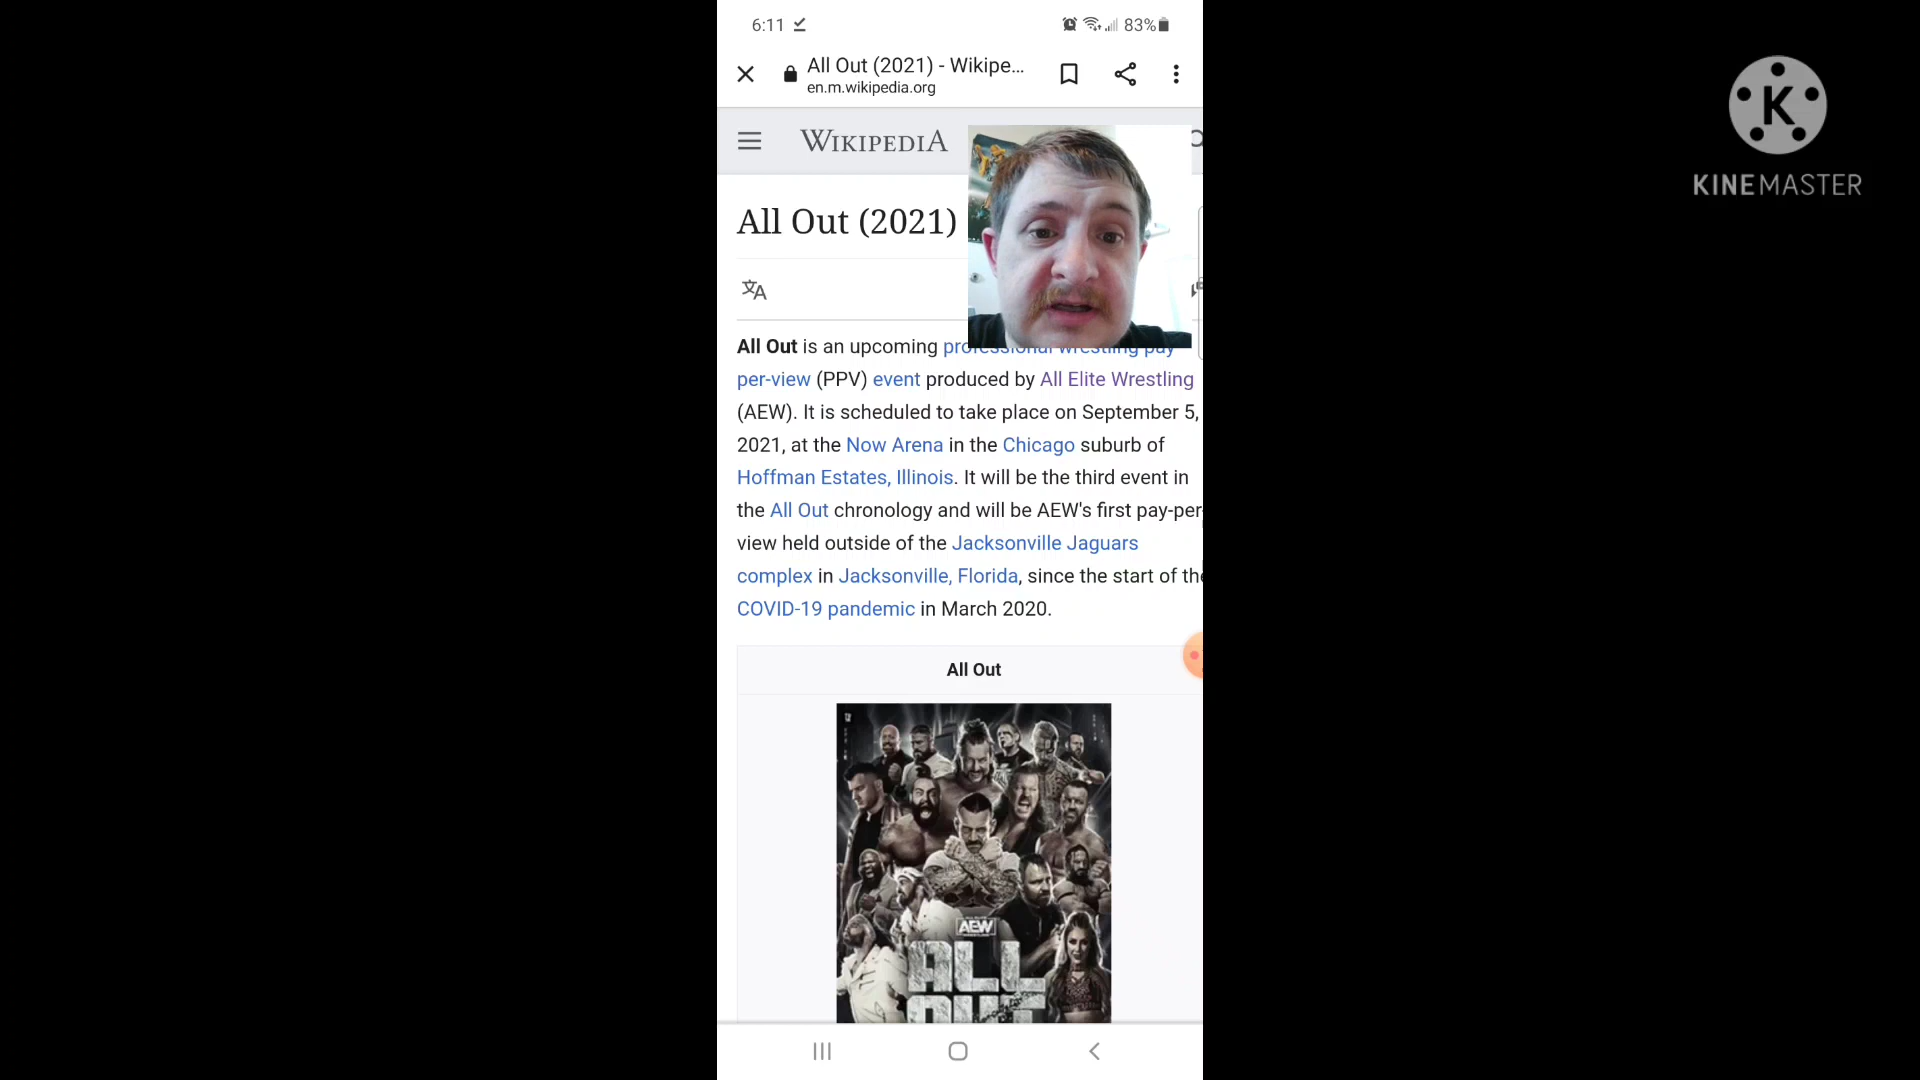 6:11
83%
All Out (2021) - Wikipe...
en.m.wikipedia.org
WIKIPEDIA
All Out (2021)
All Out is an upcoming professional wrestling pay
per-view (PPV) event produced by All Elite Wrestling
(AEW). It is scheduled to take place on September 5,
2021, at the Now Arena in the Chicago suburb of
Hoffman Estates, Illinois. It will be the third event in
the All Out chronology and will be AEW's first pay-per
view held outside of the Jacksonville Jaguars
complex in Jacksonville, Florida, since the start of the
COVID-19 pandemic in March 2020.
All Out
AEW
ALL
OUT
K
KINEMASTER